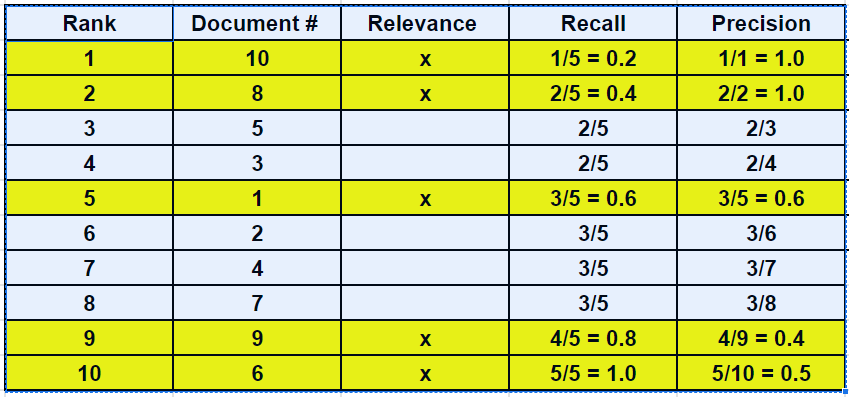 Rank Document # Relevance Recall Precision
1 10 x 1/5 = 0.2 1/1 = 1.0
2 8 x 2/5 = 0.4 2/2 = 1.0
3 5 2/5 2/3
4 3 2/5 2/4
5 1 x 3/5 = 0.6 3/5 = 0.6
6 2 3/5 3/6
7 4 3/5 3/7
8 7 3/5 3/8
9 9 x 4/5 = 0.8 4/9 = 0.4
10 6 x 5/5 = 1.0 5/10 = 0.5